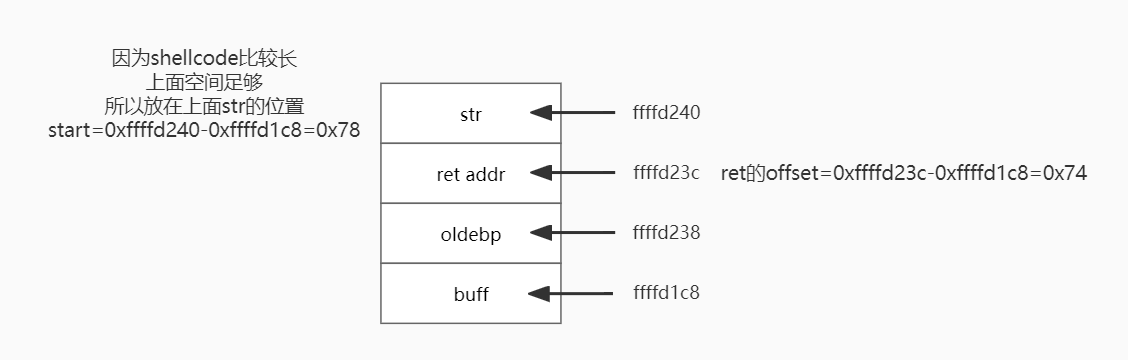 因为shellcode比较长
上面空间足够
所以放在上面str的位置
start=0xffffd240-0xffffd1c8=0x78
str
ffffd240
ret addr
ffffd23c
ret的offset=0xffffd23c-0xffffd1c8=0x74
oldebp
ffffd238
buff
ffffd1c8